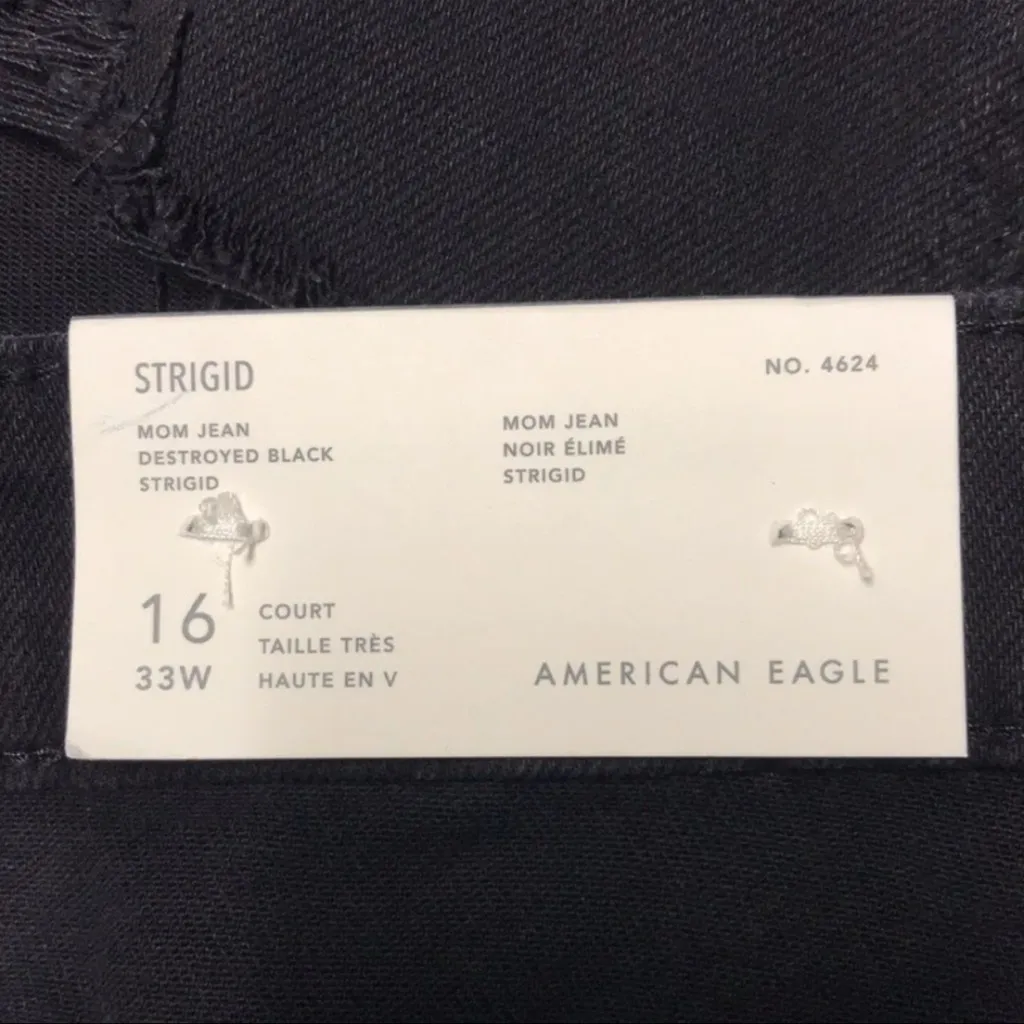 STRIGID
NO. 4624
MOM JEAN
DESTROYED BLACK
STRIGID
MOM JEAN
NOIR ÉLIMÉ
STRIGID
16
33W
COURT
TAILLE TRÈS
HAUTE EN V
AMERICAN EAGLE